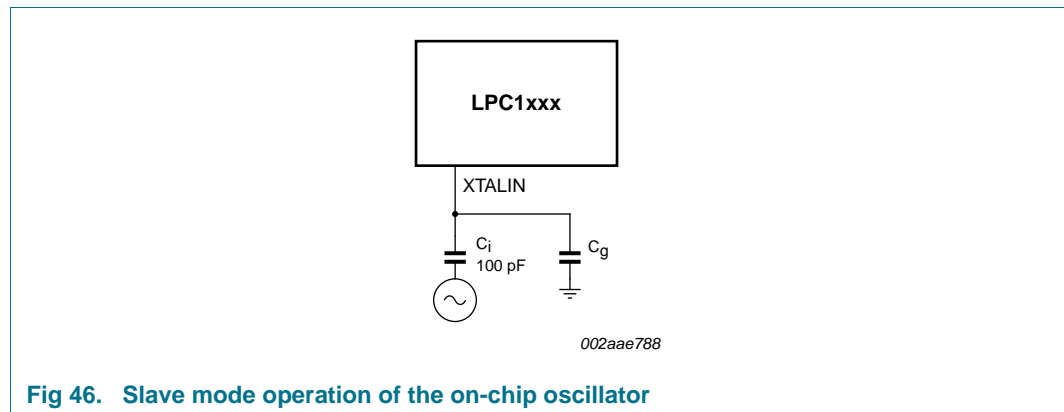 LPC1xxx
XTALIN
Ci
100 pF
Cg
002aae788
Fig 46. Slave mode operation of the on-chip oscillator